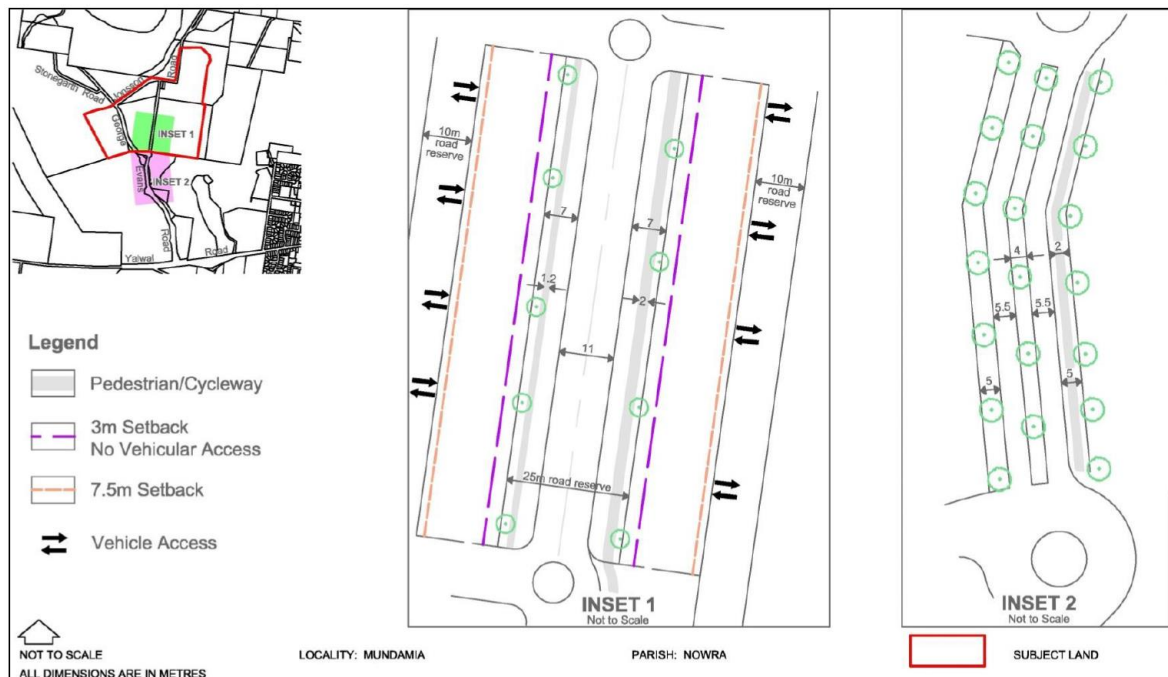 Stonegarth Road
Jonsson
Road
George
INSET 1
Evans
INSET 2
Road
Yalwal Road
Legend
Pedestrian/Cycleway
3m Setback
No Vehicular Access
7.5m Setback
Vehicle Access
NOT TO SCALE
ALL DIMENSIONS ARE IN METRES
LOCALITY: MUNDAMIA
PARISH: NOWRA
SUBJECT LAND
10m
road
reserve
10m
road
reserve
7
7
1.2
2
11
25m road reserve
INSET 1
Not to Scale
4
2
5.5
5.5
5
5
INSET 2
Not to Scale